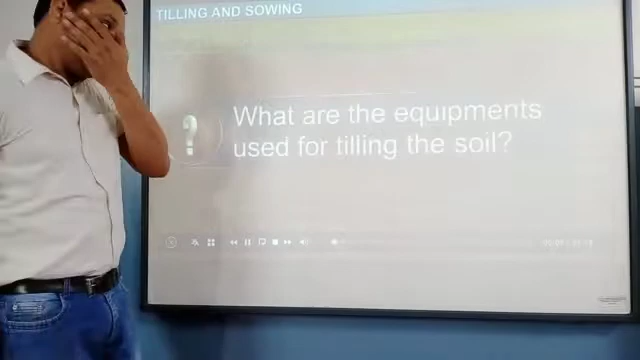 TILLING AND SOWING
What are the equipments
used for tilling the soil?